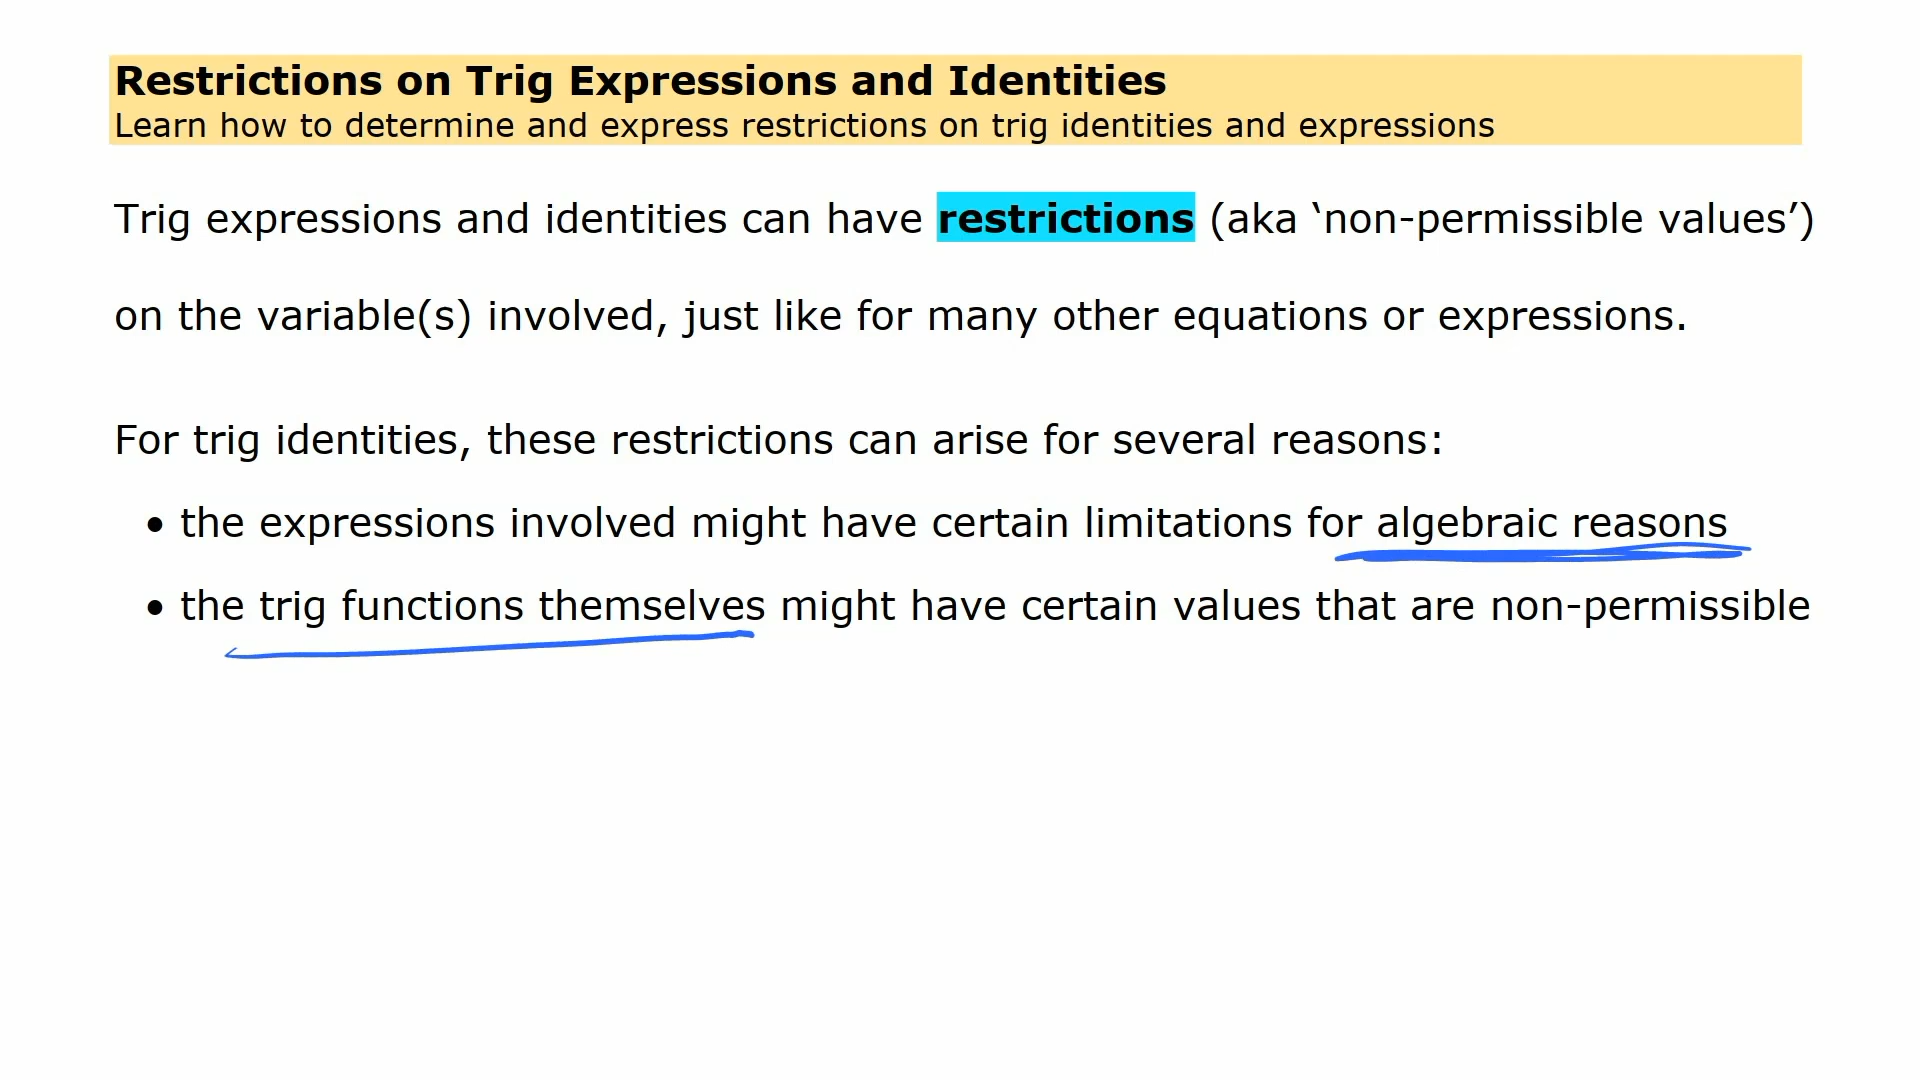 Restrictions on Trig Expressions and Identities
Learn how to determine and express restrictions on trig identities and expressions
Trig expressions and identities can have restrictions (aka ‘non-permissible values’)
on the variable(s) involved, just like for many other equations or expressions.
For trig identities, these restrictions can arise for several reasons:
• the expressions involved might have certain limitations for algebraic reasons
• the trig functions themselves might have certain values that are non-permissible